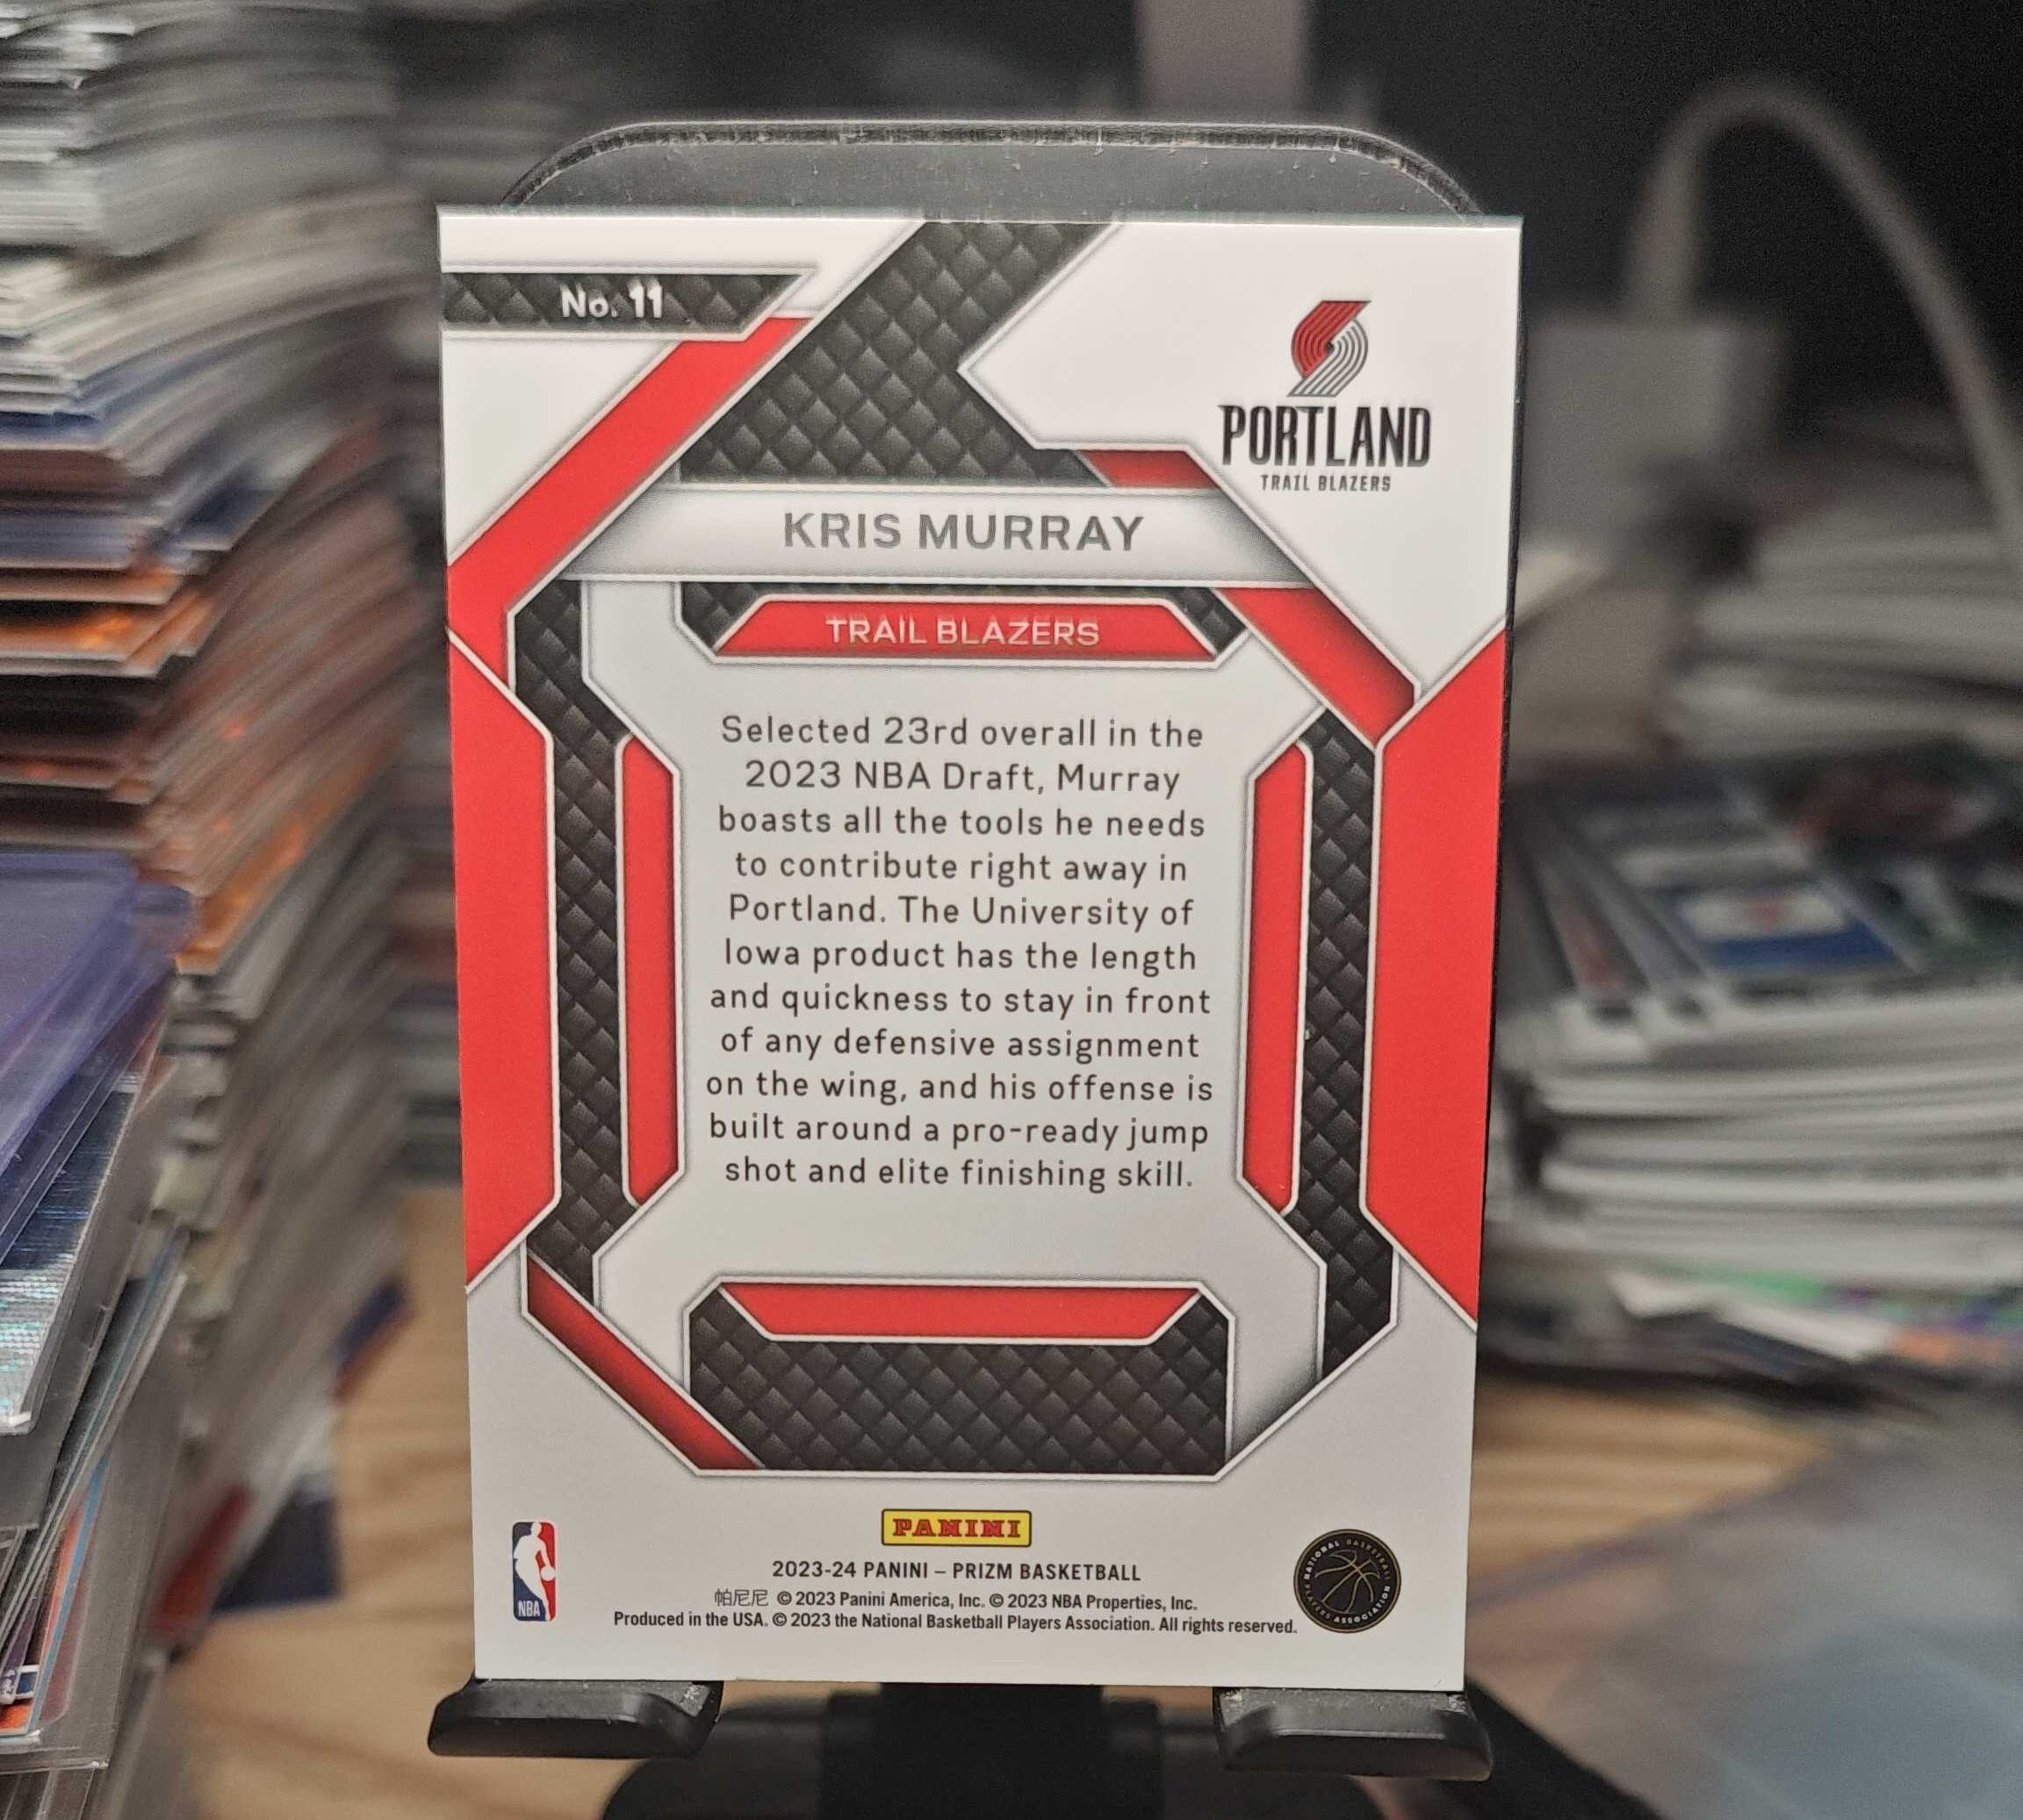 No. 11
PORTLAND
TRAIL BLAZERS
KRIS MURRAY
TRAIL BLAZERS
Selected 23rd overall in the
2023 NBA Draft, Murray
boasts all the tools he needs
to contribute right away in
Portland. The University of
Iowa product has the length
and quickness to stay in front
of any defensive assignment
on the wing, and his offense is
built around a pro-ready jump
shot and elite finishing skill.
PANINI
2023-24 PANINI – PRIZM BASKETBALL
帕尼尼 © 2023 Panini America, Inc. © 2023 NBA Properties, Inc.
Produced in the USA. © 2023 the National Basketball Players Association. All rights reserved.
NBA
NATIONAL BASKETBALL
PLAYERS ASSOCIATION